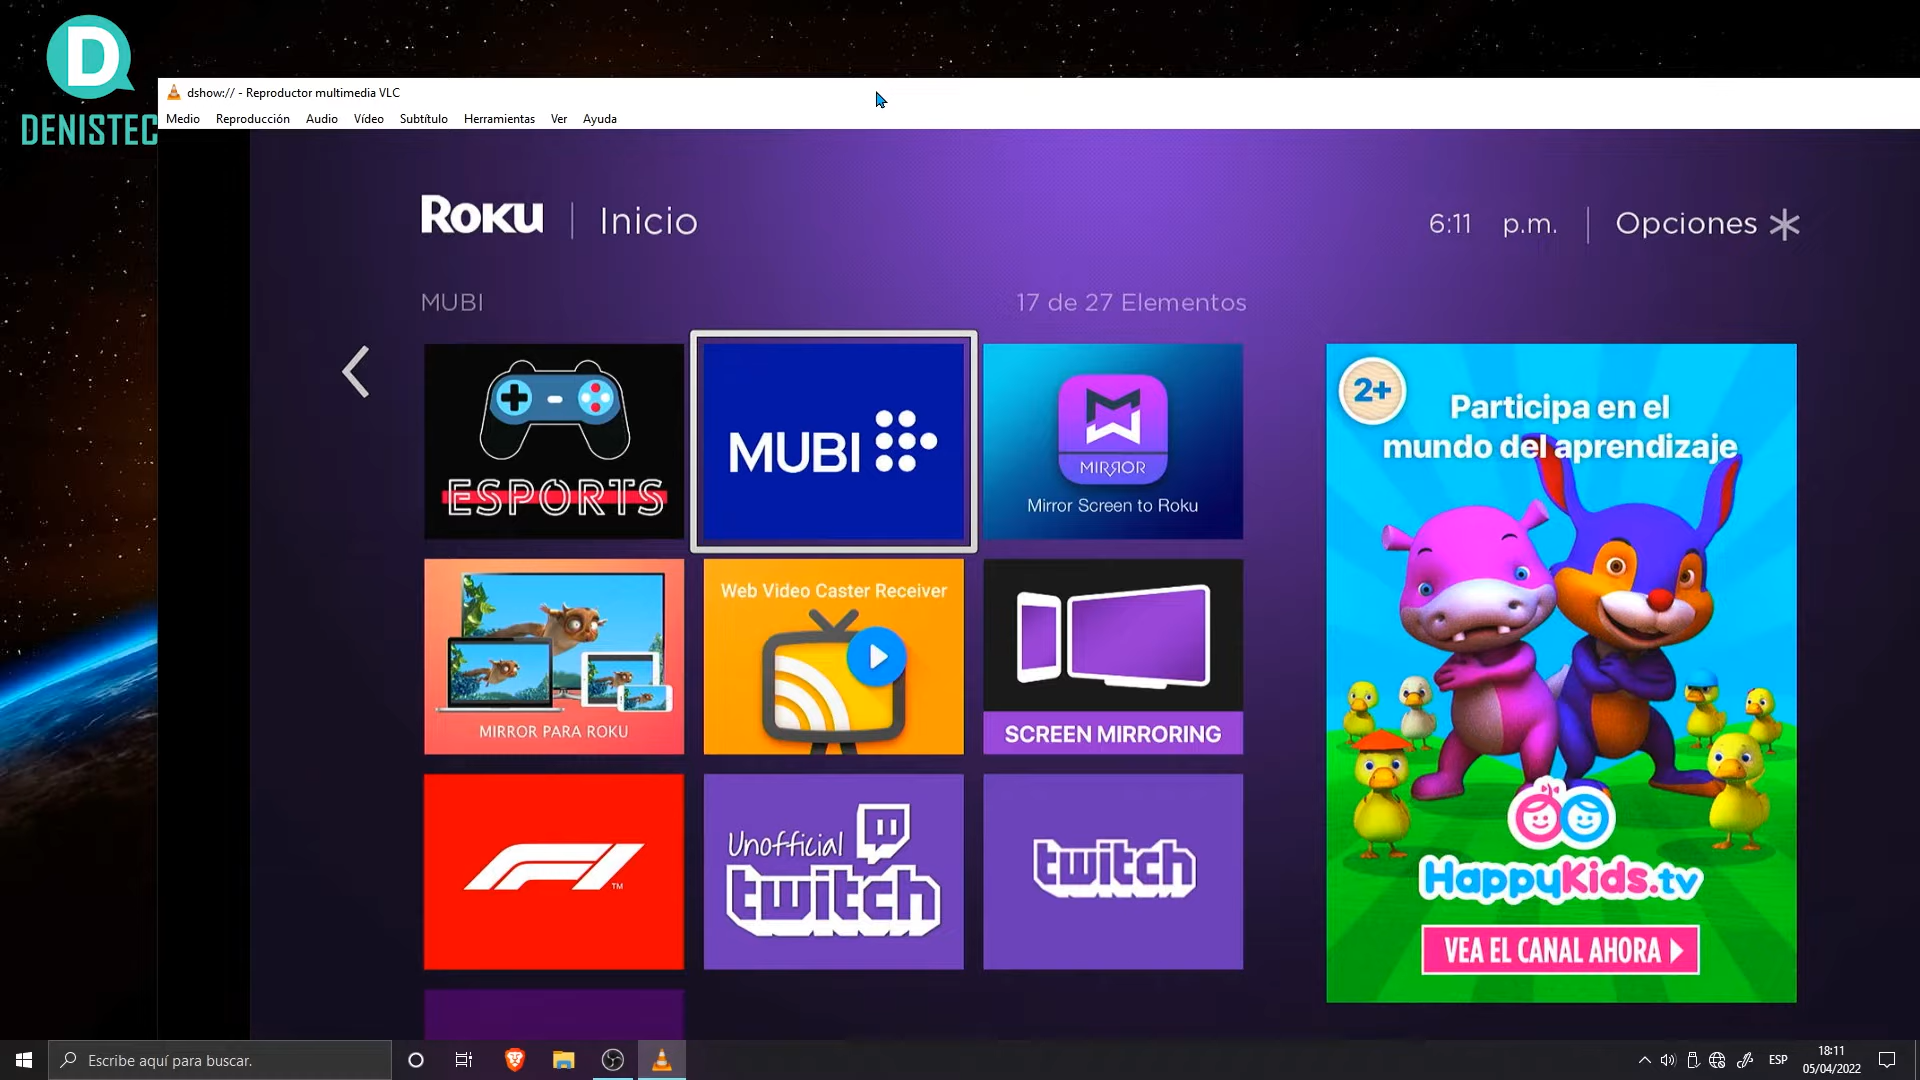 D
DENISTEC
dshow:// - Reproductor multimedia VLC
Medio Reproducción Audio Vídeo Subtítulo Herramientas Ver Ayuda
ROKU | Inicio
6:11 p.m. | Opciones
MUBI
17 de 27 Elementos
ESPORTS
MUBI
MIRROR
Mirror Screen to Roku
MIRROR PARA ROKU
Web Video Caster Receiver
SCREEN MIRRORING
F1 TM
Unofficial
twitch
twitch
2+
Participa en el
mundo del aprendizaje
HappyKids.tv
VEA EL CANAL AHORA
Escribe aquí para buscar.
ESP
18:11
05/04/2022